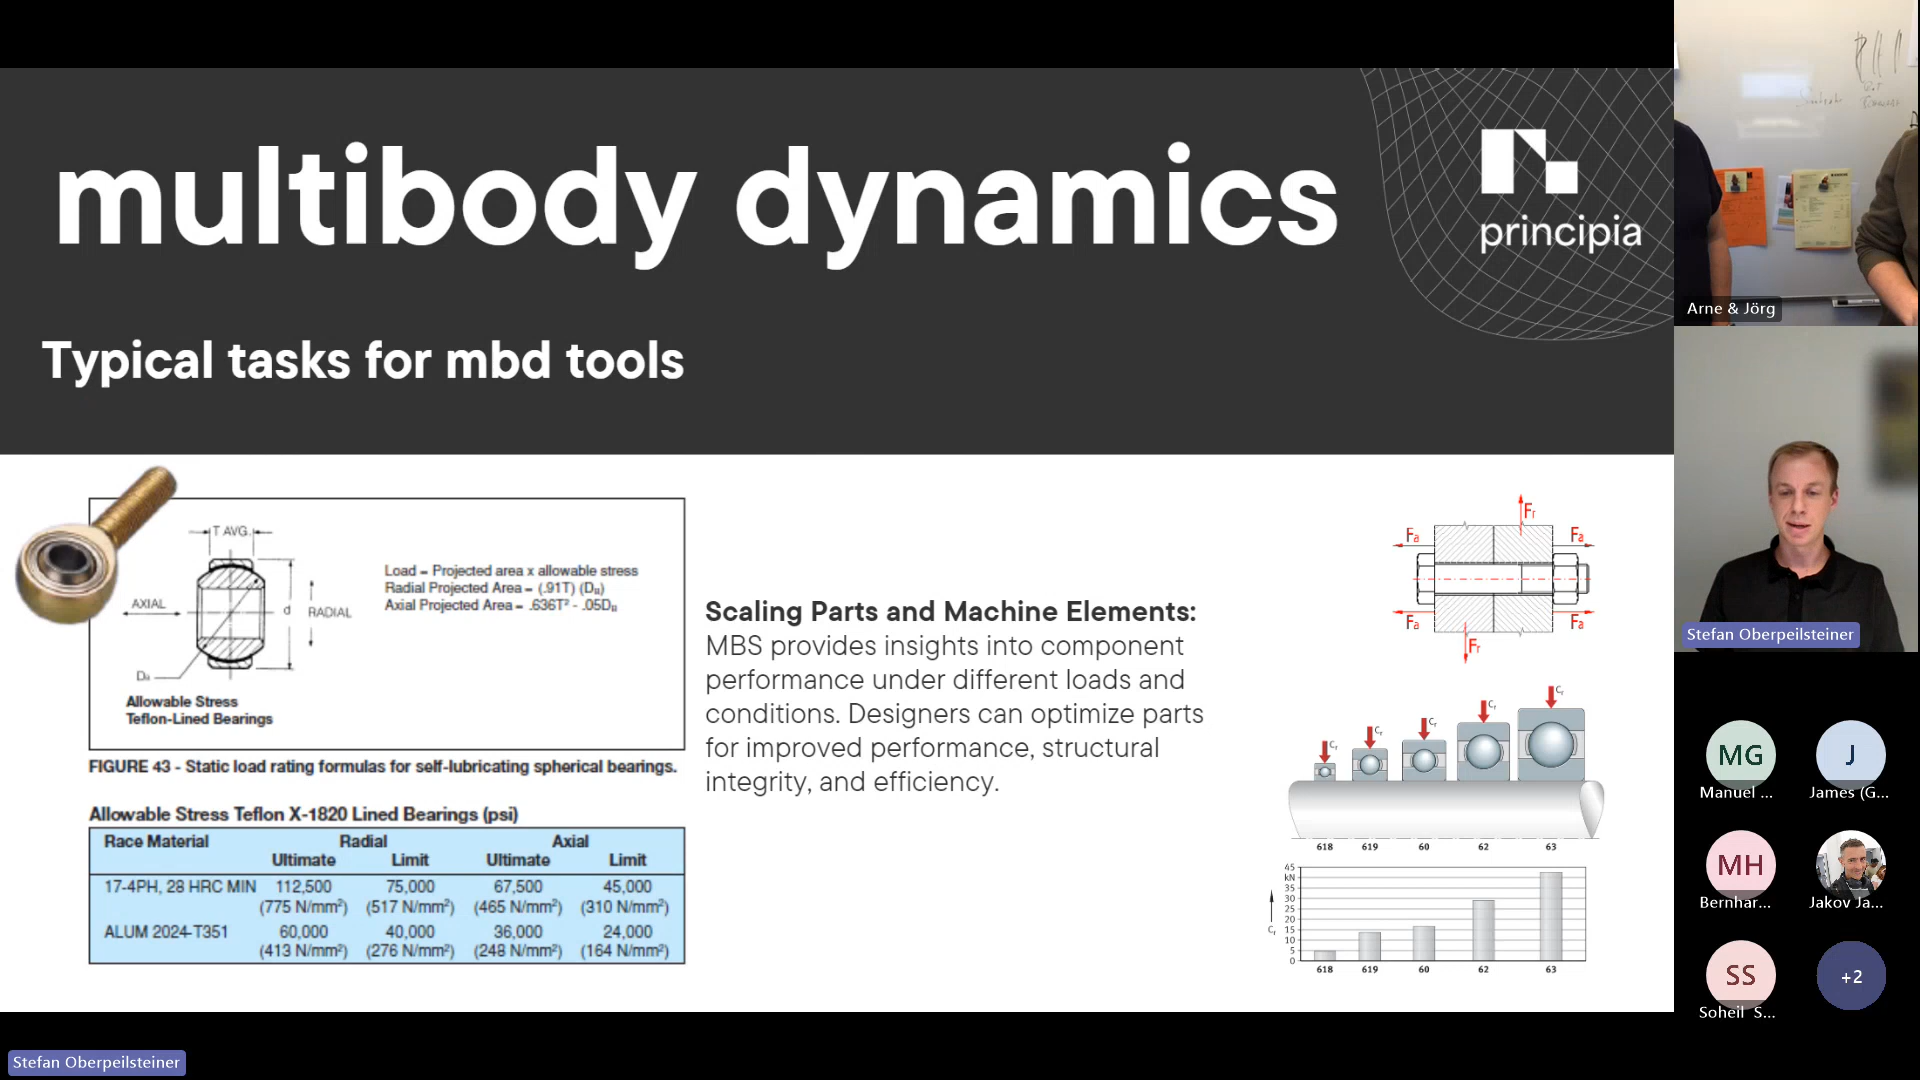 multibody dynamics
principia
Typical tasks for mbd tools
T AVG.
AXIAL
d
RADIAL
Load = Projected area x allowable stress
Radial Projected Area = (.91T) (DB)
Axial Projected Area = .636T² - .05DB
Allowable Stress
Teflon-Lined Bearings
FIGURE 43 - Static load rating formulas for self-lubricating spherical bearings.
Allowable Stress Teflon X-1820 Lined Bearings (psi)
Race Material Radial Axial
Ultimate Limit Ultimate Limit
17-4PH, 28 HRC MIN 112,500 75,000 67,500 45,000
(775 N/mm²) (517 N/mm²) (465 N/mm²) (310 N/mm²)
ALUM 2024-T351 60,000 40,000 36,000 24,000
(413 N/mm²) (276 N/mm²) (248 N/mm²) (164 N/mm²)
Scaling Parts and Machine Elements:
MBS provides insights into component
performance under different loads and
conditions. Designers can optimize parts
for improved performance, structural
integrity, and efficiency.
Fr
Fa Fa
Fa Fa
Fr
Cr Cr Cr Cr Cr
618 619 60 62 63
45
kN
35
30
25
20
15
10
5
0
Cr
618 619 60 62 63
Arne & Jörg
Stefan Oberpeilsteiner
MG
Manuel ...
J
James (G...
MH
Bernhar...
Jakov Ja...
SS
Soheil S...
+2
Stefan Oberpeilsteiner